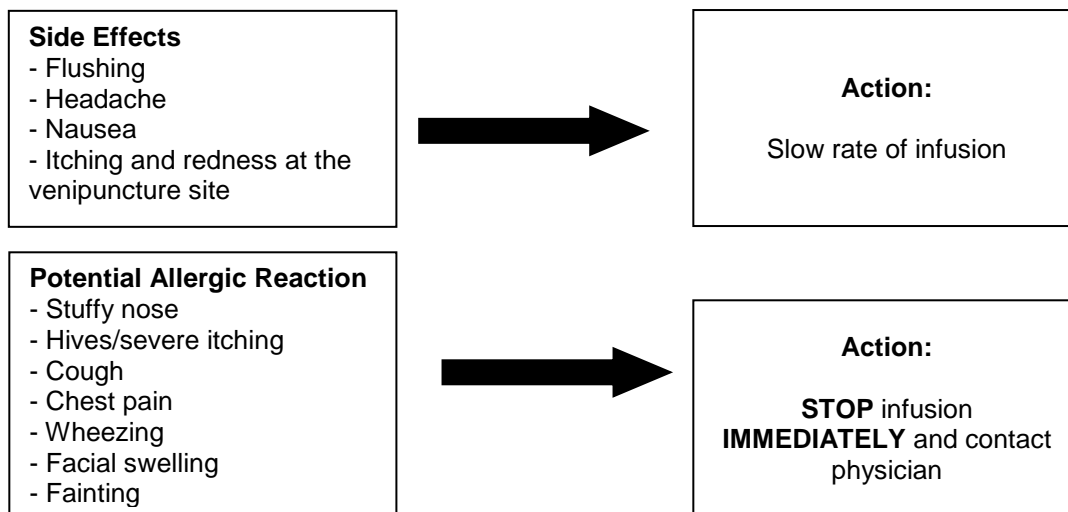 Side Effects
- Flushing
- Headache
- Nausea
- Itching and redness at the
venipuncture site
Action:
Slow rate of infusion
Potential Allergic Reaction
- Stuffy nose
- Hives/severe itching
- Cough
- Chest pain
- Wheezing
- Facial swelling
- Fainting
Action:
STOP infusion
IMMEDIATELY and contact
physician